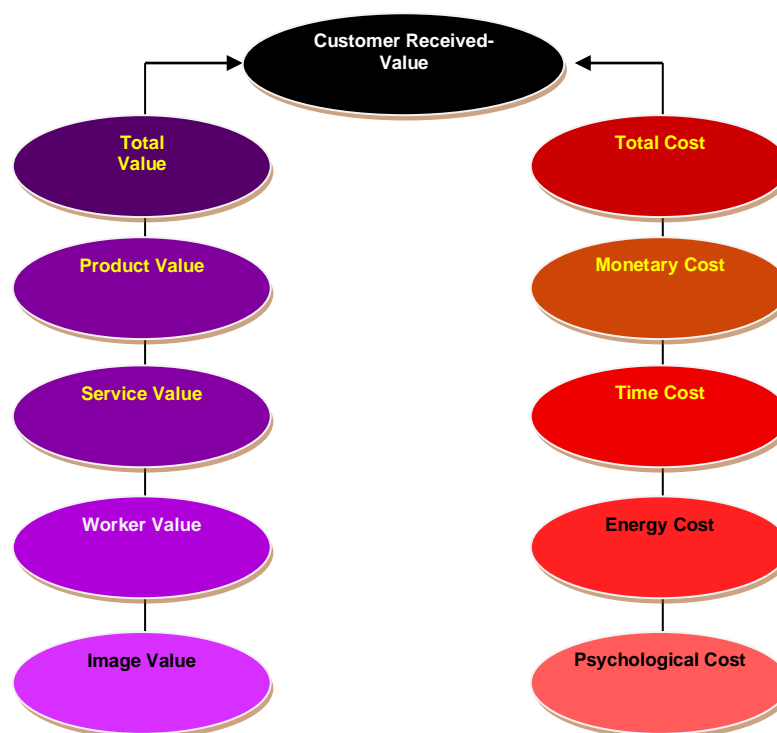 Customer Received-
Value
Total
Value
Total Cost
Product Value
Monetary Cost
Service Value
Time Cost
Worker Value
Energy Cost
Image Value
Psychological Cost